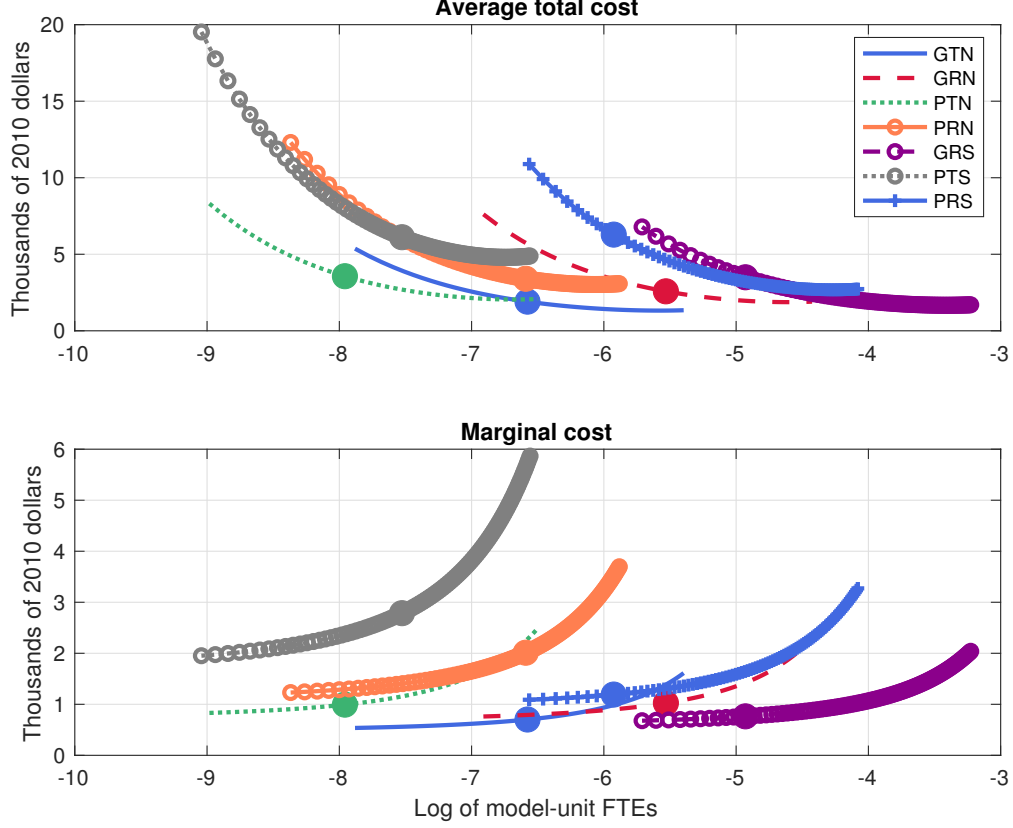 Average total cost
Thousands of 2010 dollars
20
15
10
5
0
-10
-9
-8
-7
-6
-5
-4
-3
GTN
GRN
PTN
PRN
GRS
PTS
PRS
Marginal cost
Thousands of 2010 dollars
6
5
4
3
2
1
0
-10
-9
-8
-7
-6
-5
-4
-3
Log of model-unit FTEs